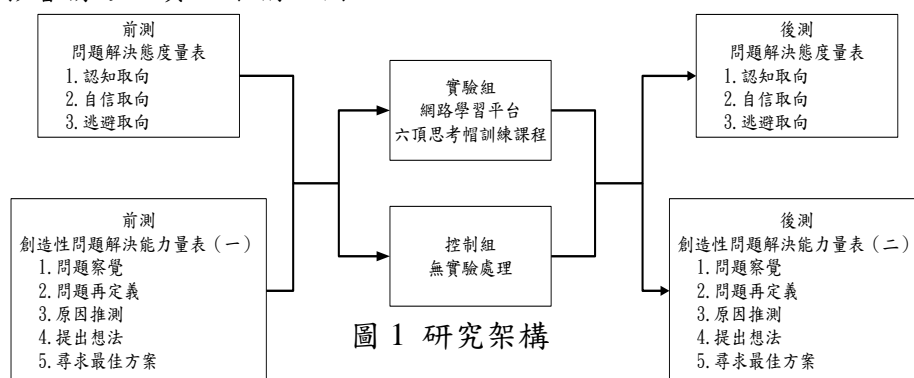 前測
問題解決態度量表
1.認知取向
2.自信取向
3.逃避取向
前測
創造性問題解決能力量表（一）
1.問題察覺
2.問題再定義
3.原因推測
4.提出想法
5.尋求最佳方案
實驗組
網路學習平台
六頂思考帽訓練課程
控制組
無實驗處理
後測
問題解決態度量表
1.認知取向
2.自信取向
3.逃避取向
後測
創造性問題解決能力量表（二）
1.問題察覺
2.問題再定義
3.原因推測
4.提出想法
5.尋求最佳方案
圖 1 研究架構